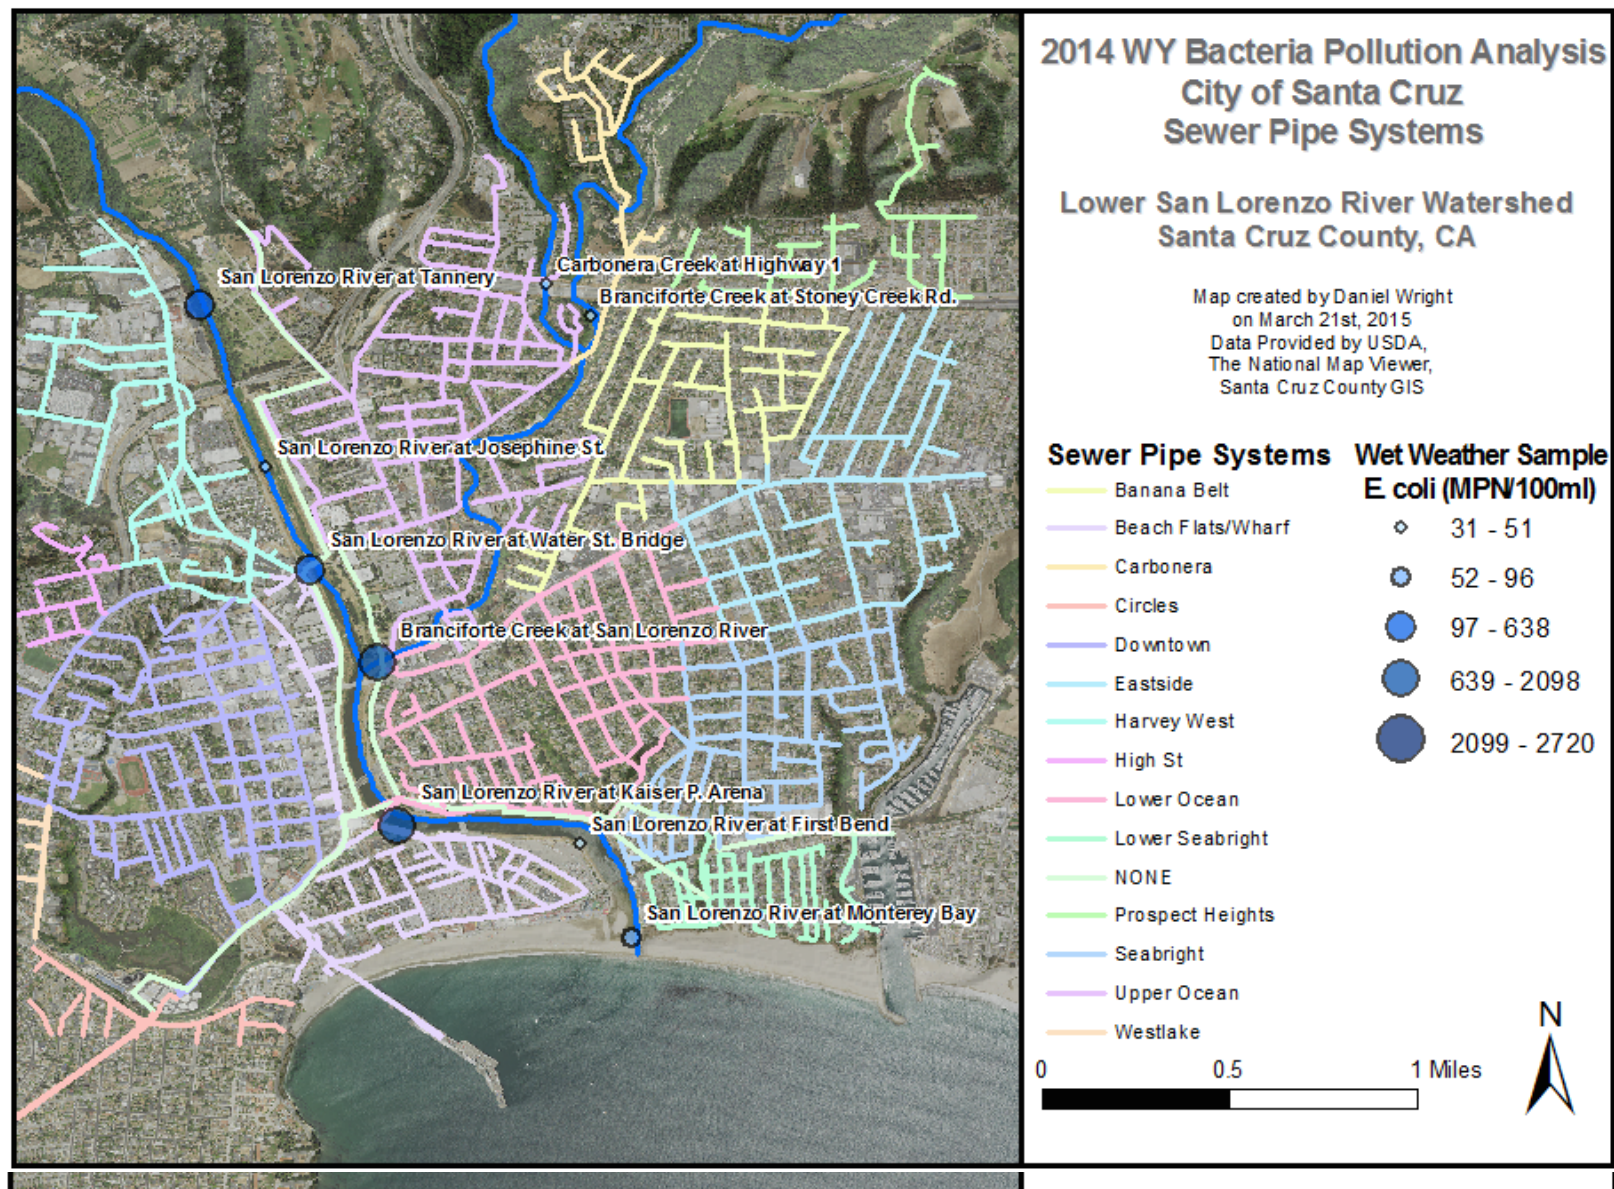 2014 WY Bacteria Pollution Analysis
City of Santa Cruz
Sewer Pipe Systems
Lower San Lorenzo River Watershed
Santa Cruz County, CA
Map created by Daniel Wright
on March 21st, 2015
Data Provided by USDA,
The National Map Viewer,
Santa Cruz County GIS
Sewer Pipe Systems
Banana Belt
Beach Flats/Wharf
Carbonera
Circles
Downtown
Eastside
Harvey West
High St
Lower Ocean
Lower Seabright
NONE
Prospect Heights
Seabright
Upper Ocean
Westlake
Wet Weather Sample
E. coli (MPN/100ml)
31 - 51
52 - 96
97 - 638
639 - 2098
2099 - 2720
0 0.5 1 Miles
N
San Lorenzo River at Tannery
Carbonera Creek at Highway 1
Branciforte Creek at Stoney Creek Rd.
San Lorenzo River at Josephine St.
San Lorenzo River at Water St. Bridge
Branciforte Creek at San Lorenzo River
San Lorenzo River at Kaiser P. Arena
San Lorenzo River at First Bend
San Lorenzo River at Monterey Bay